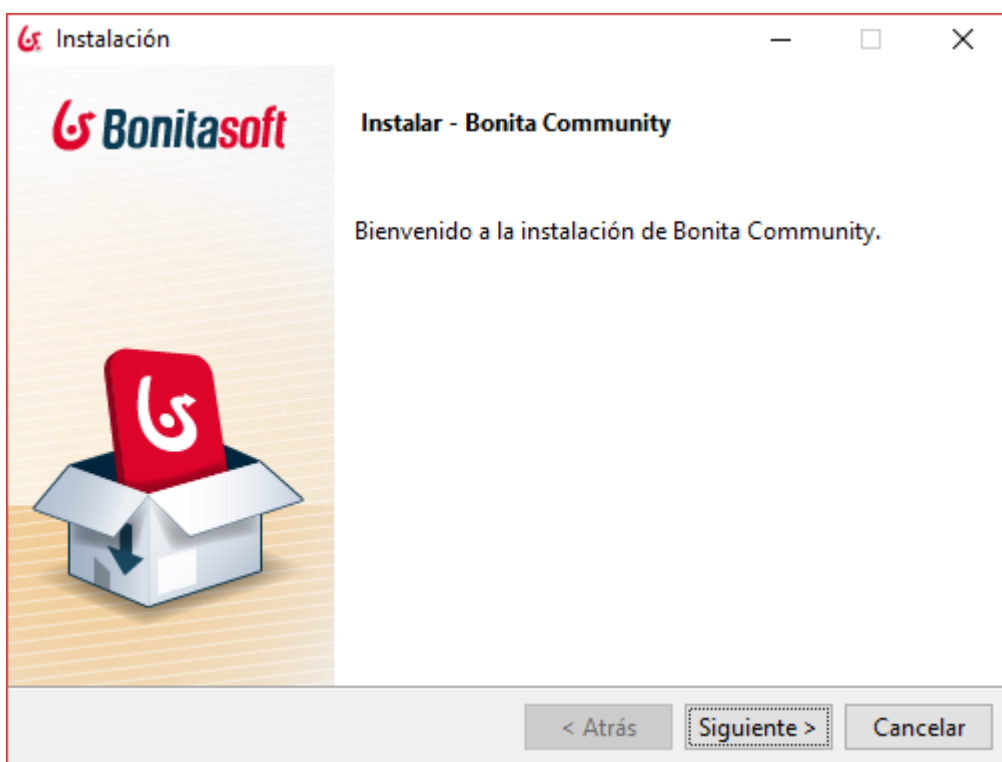 Instalación
Bonitasoft
Instalar - Bonita Community
Bienvenido a la instalación de Bonita Community.
< Atrás
Siguiente >
Cancelar